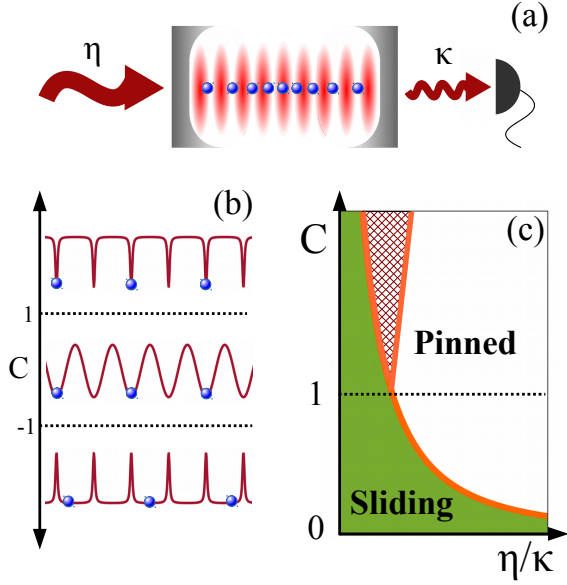 (a)
η
κ
(b)
1
C
-1
(c)
C
Pinned
1
Sliding
0
η/κ